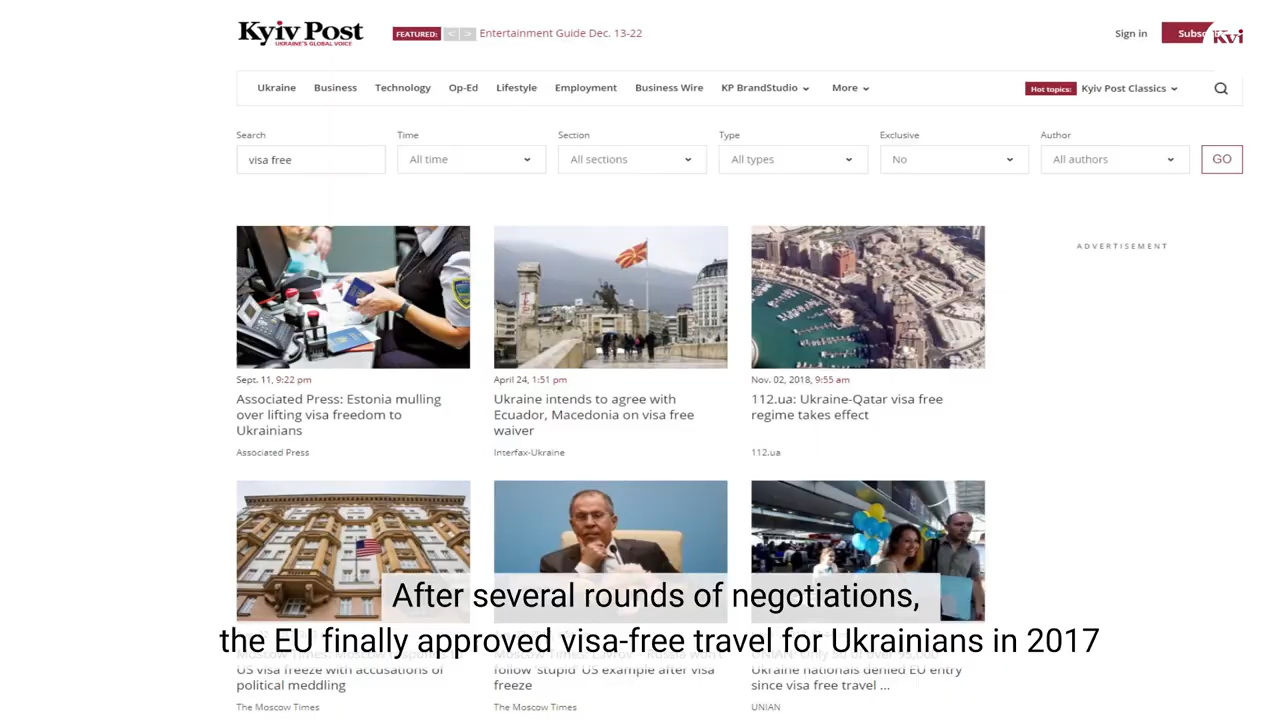 Kyiv Post
UKRAINE'S GLOBAL VOICE
FEATURED: < > Entertainment Guide Dec. 13-22
Sign in
Subsc
Kvi
Ukraine Business Technology Op-Ed Lifestyle Employment Business Wire KP BrandStudio More
Hot topics: Kyiv Post Classics
Search Time Section Type Exclusive Author
visa free All time All sections All types No All authors GO
ADVERTISEMENT
Sept. 11, 9:22 pm
Associated Press: Estonia mulling
over lifting visa freedom to
Ukrainians
Associated Press
April 24, 1:51 pm
Ukraine intends to agree with
Ecuador, Macedonia on visa free
waiver
Interfax-Ukraine
Nov. 02, 2018, 9:55 am
112.ua: Ukraine-Qatar visa free
regime takes effect
112.ua
After several rounds of negotiations,
the EU finally approved visa-free travel for Ukrainians in 2017
US visa freeze with accusations of
political meddling
The Moscow Times
follow 'stupid' US example after visa
freeze
The Moscow Times
Ukraine nationals denied EU entry
since visa free travel ...
UNIAN